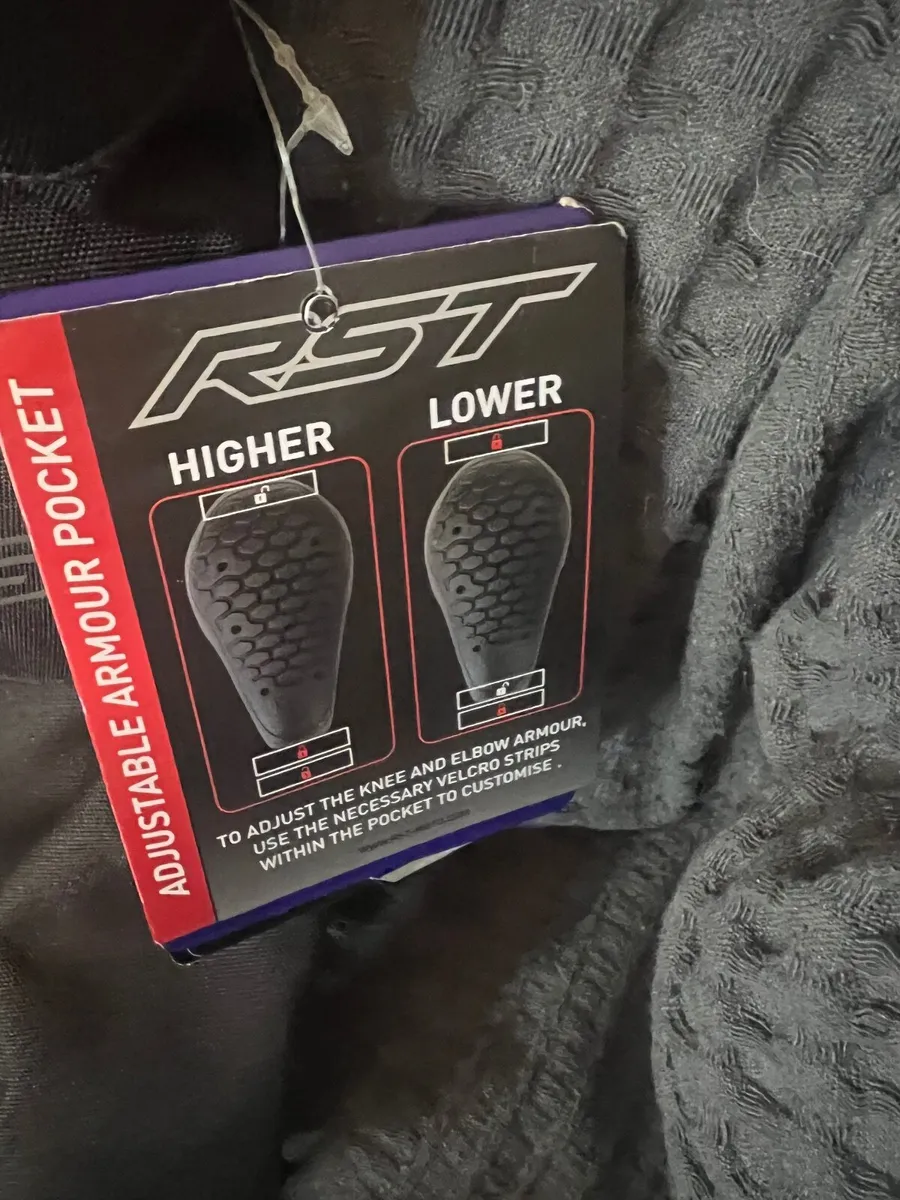 RST
ADJUSTABLE ARMOUR POCKET
HIGHER
LOWER
TO ADJUST THE KNEE AND ELBOW ARMOUR,
USE THE NECESSARY VELCRO STRIPS
WITHIN THE POCKET TO CUSTOMISE .